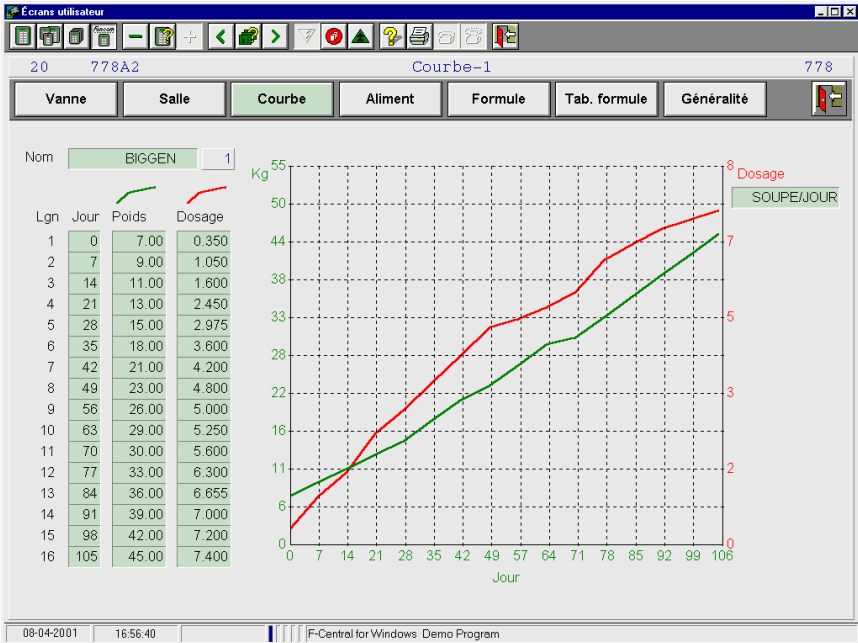 Écrans utilisateur
20 778A2 Courbe-1 778
Vanne Salle Courbe Aliment Formule Tab. formule Généralité
Nom BIGGEN 1
Lgn Jour Poids Dosage
1 0 7.00 0.350
2 7 9.00 1.050
3 14 11.00 1.600
4 21 13.00 2.450
5 28 15.00 2.975
6 35 18.00 3.600
7 42 21.00 4.200
8 49 23.00 4.800
9 56 26.00 5.000
10 63 29.00 5.250
11 70 30.00 5.600
12 77 33.00 6.300
13 84 36.00 6.655
14 91 39.00 7.000
15 98 42.00 7.200
16 105 45.00 7.400
Kg
55
50
44
38
33
28
22
16
11
6
0
8
7
5
3
2
0
Dosage
SOUPE/JOUR
0 7 14 21 28 35 42 49 57 64 71 78 85 92 99 106
Jour
08-04-2001 16:56:40 F-Central for Windows Demo Program